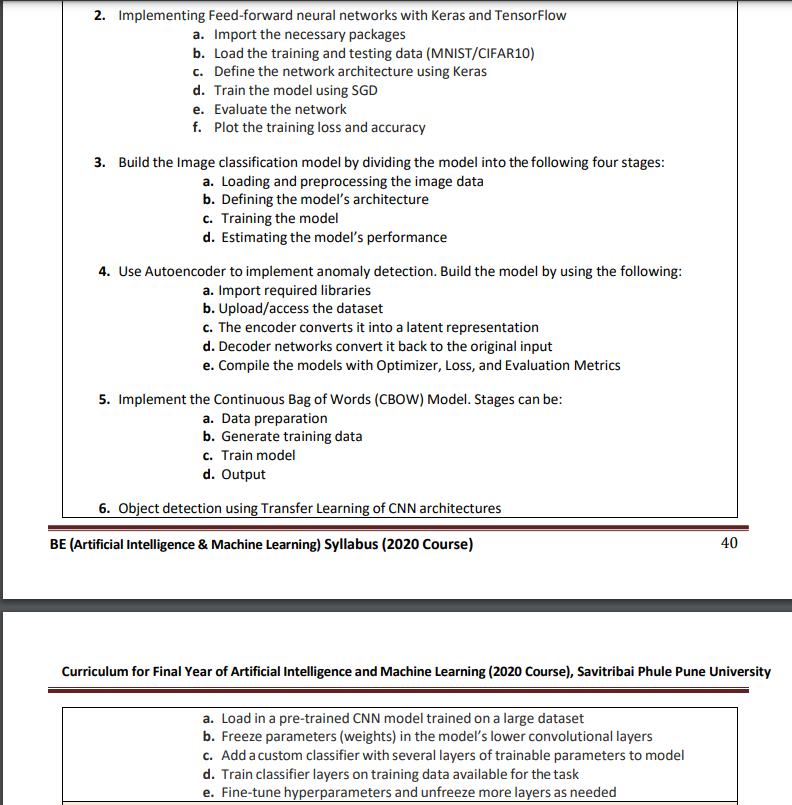 2. Implementing Feed-forward neural networks with Keras and TensorFlow
a. Import the necessary packages
b. Load the training and testing data (MNIST/CIFAR10)
c. Define the network architecture using Keras
d. Train the model using SGD
e. Evaluate the network
f. Plot the training loss and accuracy
3. Build the Image classification model by dividing the model into the following four stages:
a. Loading and preprocessing the image data
b. Defining the model's architecture
c. Training the model
d. Estimating the model's performance
4. Use Autoencoder to implement anomaly detection. Build the model by using the following:
a. Import required libraries
b. Upload/access the dataset
c. The encoder converts it into a latent representation
d. Decoder networks convert it back to the original input
e. Compile the models with Optimizer, Loss, and Evaluation Metrics
5. Implement the Continuous Bag of Words (CBOW) Model. Stages can be:
a. Data preparation
b. Generate training data
c. Train model
d. Output
6. Object detection using Transfer Learning of CNN architectures
BE (Artificial Intelligence & Machine Learning) Syllabus (2020 Course) 40
Curriculum for Final Year of Artificial Intelligence and Machine Learning (2020 Course), Savitribai Phule Pune University
a. Load in a pre-trained CNN model trained on a large dataset
b. Freeze parameters (weights) in the model's lower convolutional layers
c. Add a custom classifier with several layers of trainable parameters to model
d. Train classifier layers on training data available for the task
e. Fine-tune hyperparameters and unfreeze more layers as needed